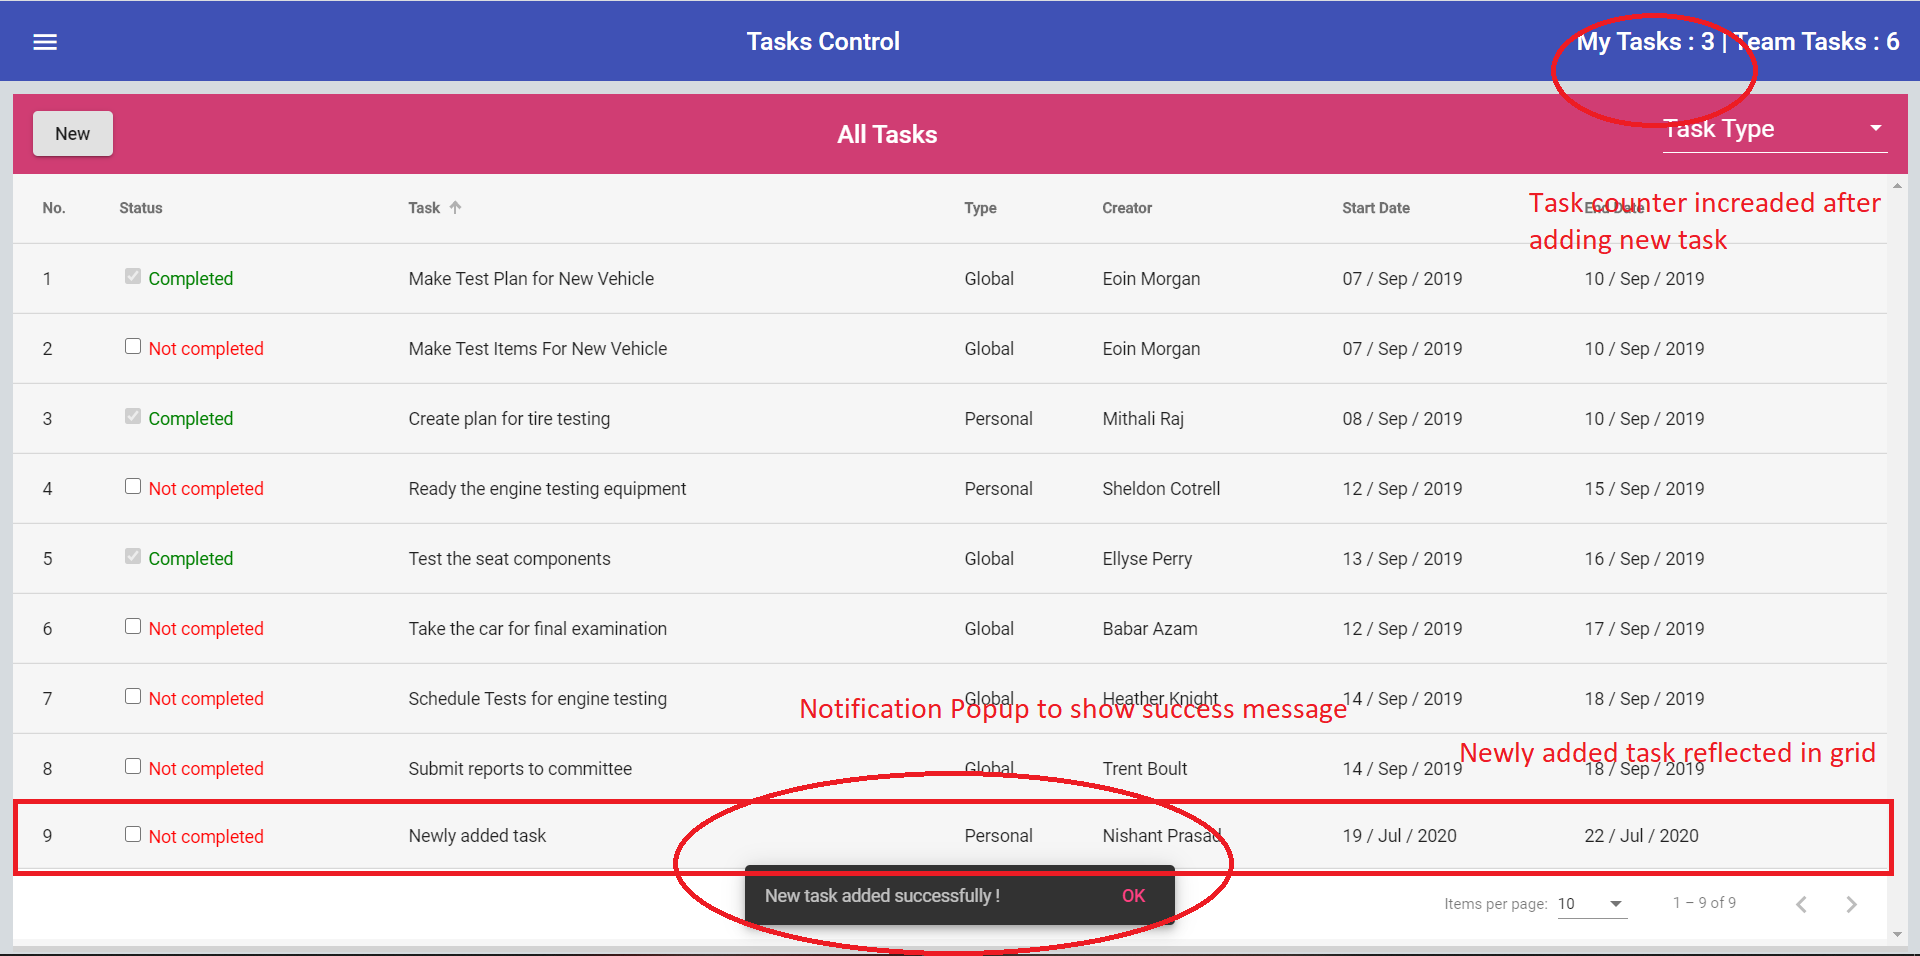 Tasks Control
My Tasks : 3 | Team Tasks : 6
New
All Tasks
Task Type
No. Status Task Type Creator Start Date End Date
Task counter increaded after
adding new task
1 Completed Make Test Plan for New Vehicle Global Eoin Morgan 07 / Sep / 2019 10 / Sep / 2019
2 Not completed Make Test Items For New Vehicle Global Eoin Morgan 07 / Sep / 2019 10 / Sep / 2019
3 Completed Create plan for tire testing Personal Mithali Raj 08 / Sep / 2019 10 / Sep / 2019
4 Not completed Ready the engine testing equipment Personal Sheldon Cotrell 12 / Sep / 2019 15 / Sep / 2019
5 Completed Test the seat components Global Ellyse Perry 13 / Sep / 2019 16 / Sep / 2019
6 Not completed Take the car for final examination Global Babar Azam 12 / Sep / 2019 17 / Sep / 2019
7 Not completed Schedule Tests for engine testing Global Heather Knight 14 / Sep / 2019 18 / Sep / 2019
Notification Popup to show success message
Newly added task reflected in grid
8 Not completed Submit reports to committee Global Trent Boult 14 / Sep / 2019 18 / Sep / 2019
9 Not completed Newly added task Personal Nishant Prasad 19 / Jul / 2020 22 / Jul / 2020
New task added successfully ! OK
Items per page: 10 1 – 9 of 9